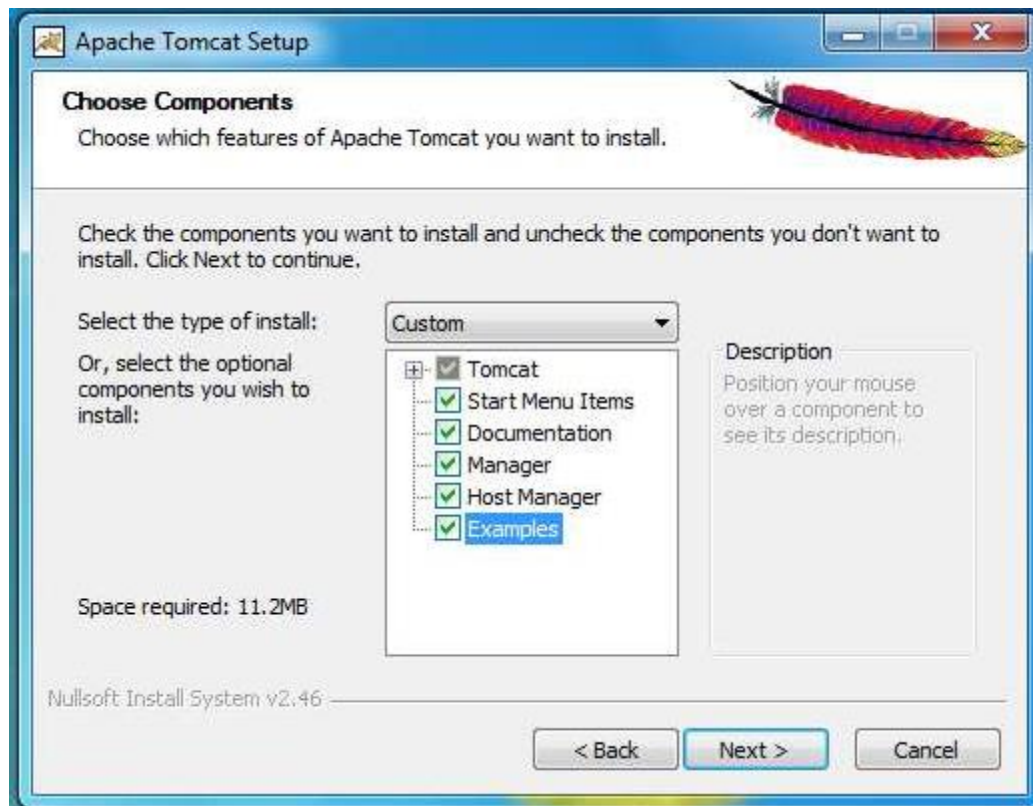 Apache Tomcat Setup
Choose Components
Choose which features of Apache Tomcat you want to install.
Check the components you want to install and uncheck the components you don't want to
install. Click Next to continue.
Select the type of install:
Custom
Or, select the optional
components you wish to
install:
Tomcat
Start Menu Items
Documentation
Manager
Host Manager
Examples
Description
Position your mouse
over a component to
see its description.
Space required: 11.2MB
Nullsoft Install System v2.46
< Back
Next >
Cancel